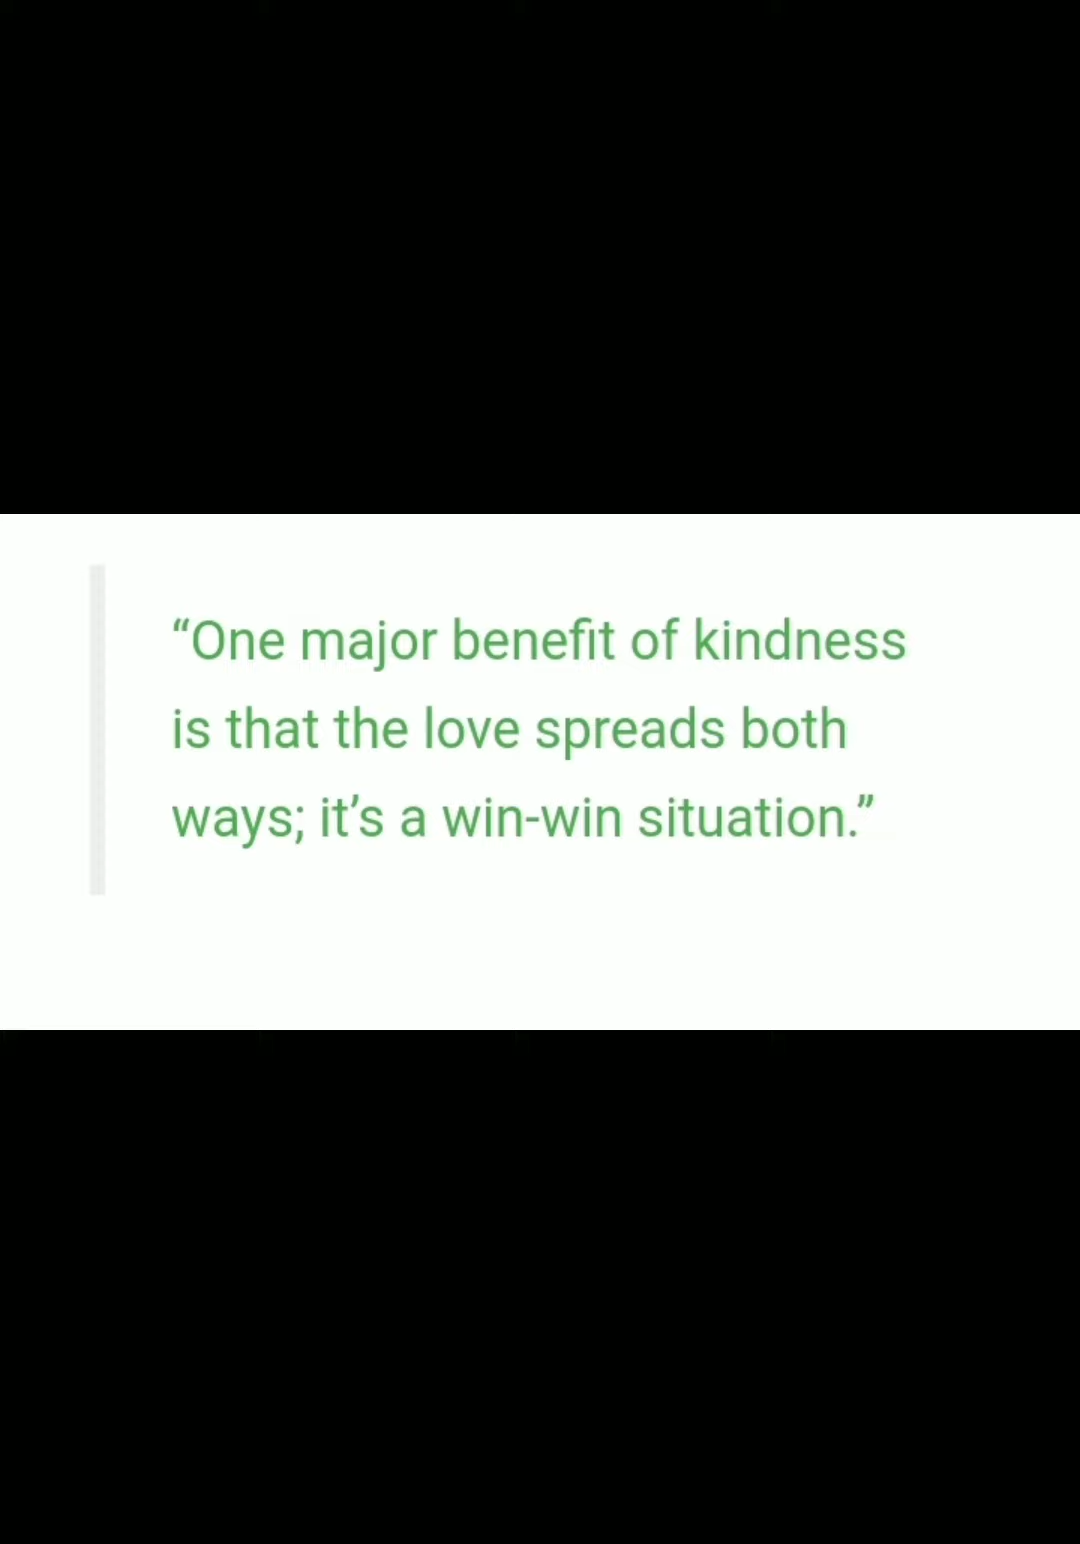 “One major benefit of kindness
is that the love spreads both
ways; it’s a win-win situation.”